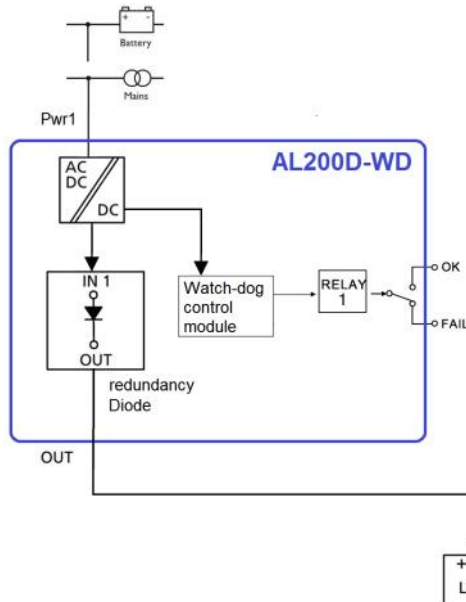 + -
Battery
Mains
Pwr1
AL200D-WD
AC
DC
DC
IN 1
OUT
redundancy
Diode
Watch-dog
control
module
RELAY
1
OK
FAIL
OUT
+
L